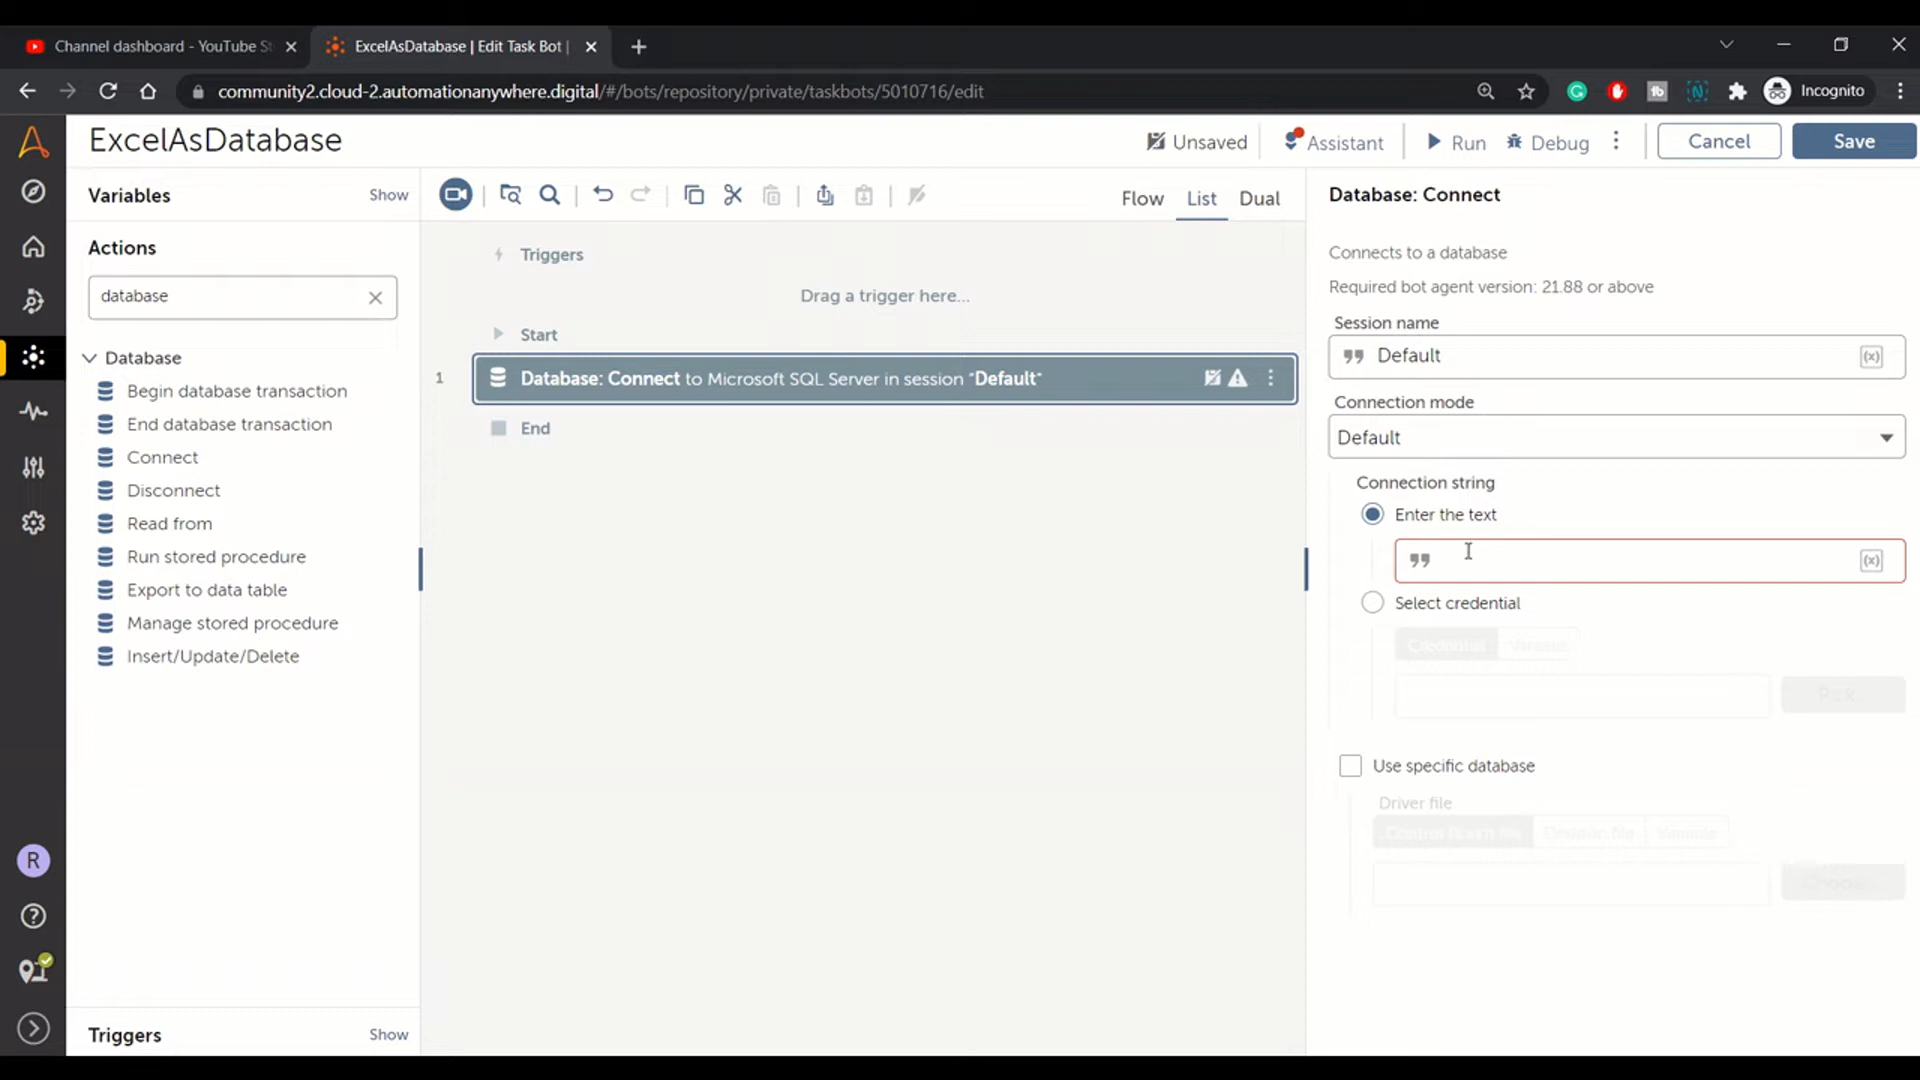 Channel dashboard - YouTube St
ExcelAsDatabase | Edit Task Bot |
community2.cloud-2.automationanywhere.digital/#/bots/repository/private/taskbots/5010716/edit
Incognito
ExcelAsDatabase
Unsaved
Assistant
Run
Debug
Cancel
Save
Variables
Show
Actions
database
Database
Begin database transaction
End database transaction
Connect
Disconnect
Read from
Run stored procedure
Export to data table
Manage stored procedure
Insert/Update/Delete
R
Triggers
Show
Flow
List
Dual
Triggers
Drag a trigger here...
Start
1
Database: Connect to Microsoft SQL Server in session "Default"
End
Database: Connect
Connects to a database
Required bot agent version: 21.88 or above
Session name
Default
(x)
Connection mode
Default
Connection string
Enter the text
(x)
Select credential
Credential
Variable
Pick...
Use specific database
Driver file
Variable
Choose...